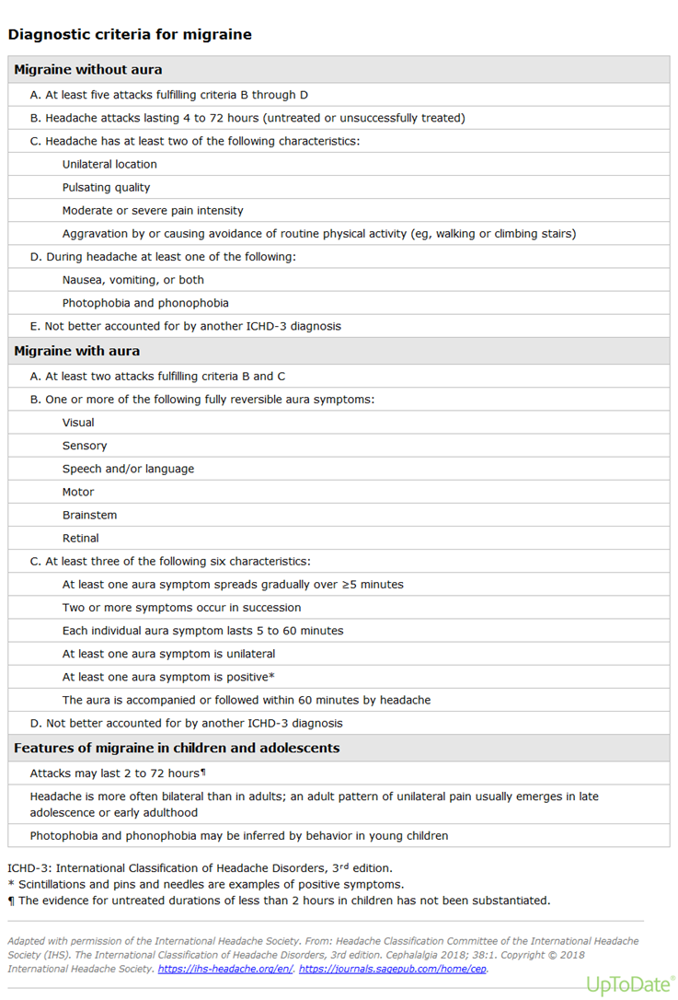 Diagnostic criteria for migraine
Migraine without aura
A. At least five attacks fulfilling criteria B through D
B. Headache attacks lasting 4 to 72 hours (untreated or unsuccessfully treated)
C. Headache has at least two of the following characteristics:
Unilateral location
Pulsating quality
Moderate or severe pain intensity
Aggravation by or causing avoidance of routine physical activity (eg, walking or climbing stairs)
D. During headache at least one of the following:
Nausea, vomiting, or both
Photophobia and phonophobia
E. Not better accounted for by another ICHD-3 diagnosis
Migraine with aura
A. At least two attacks fulfilling criteria B and C
B. One or more of the following fully reversible aura symptoms:
Visual
Sensory
Speech and/or language
Motor
Brainstem
Retinal
C. At least three of the following six characteristics:
At least one aura symptom spreads gradually over ≥5 minutes
Two or more symptoms occur in succession
Each individual aura symptom lasts 5 to 60 minutes
At least one aura symptom is unilateral
At least one aura symptom is positive*
The aura is accompanied or followed within 60 minutes by headache
D. Not better accounted for by another ICHD-3 diagnosis
Features of migraine in children and adolescents
Attacks may last 2 to 72 hours¶
Headache is more often bilateral than in adults; an adult pattern of unilateral pain usually emerges in late
adolescence or early adulthood
Photophobia and phonophobia may be inferred by behavior in young children
ICHD-3: International Classification of Headache Disorders, 3rd edition.
* Scintillations and pins and needles are examples of positive symptoms.
¶ The evidence for untreated durations of less than 2 hours in children has not been substantiated.
Adapted with permission of the International Headache Society. From: Headache Classification Committee of the International Headache
Society (IHS). The International Classification of Headache Disorders, 3rd edition. Cephalalgia 2018; 38:1. Copyright © 2018
International Headache Society. https://ihs-headache.org/en/. https://journals.sagepub.com/home/cep.
UpToDate®